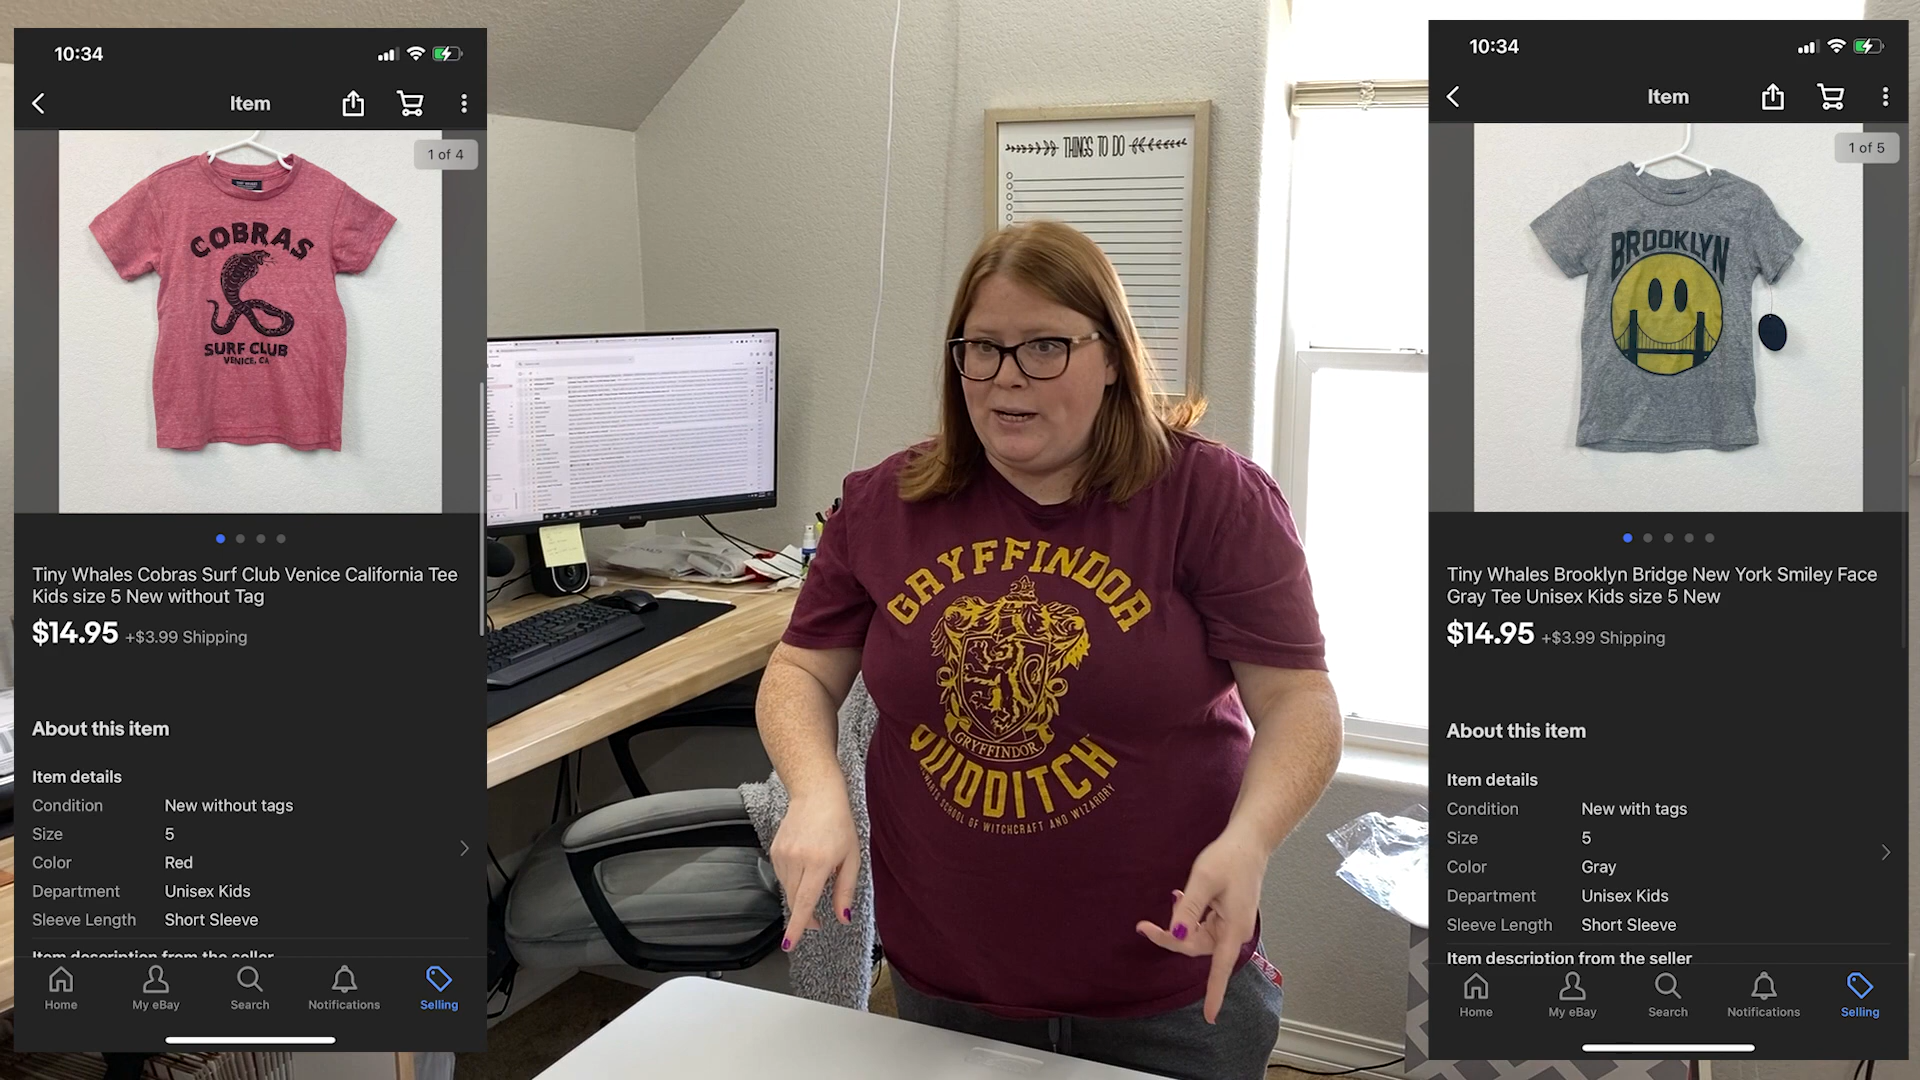 10:34
Item
1 of 4
COBRAS
SURF CLUB
VENICE, CA
Tiny Whales Cobras Surf Club Venice California Tee
Kids size 5 New without Tag
$14.95 +$3.99 Shipping
About this item
Item details
Condition New without tags
Size 5
Color Red
Department Unisex Kids
Sleeve Length Short Sleeve
Item description from the seller
Home My eBay Search Notifications Selling
THINGS TO DO
GRYFFINDOR
GRYFFINDOR
QUIDDITCH
HOGWARTS SCHOOL OF WITCHCRAFT AND WIZARDRY
10:34
Item
1 of 5
BROOKLYN
Tiny Whales Brooklyn Bridge New York Smiley Face
Gray Tee Unisex Kids size 5 New
$14.95 +$3.99 Shipping
About this item
Item details
Condition New with tags
Size 5
Color Gray
Department Unisex Kids
Sleeve Length Short Sleeve
Item description from the seller
Home My eBay Search Notifications Selling